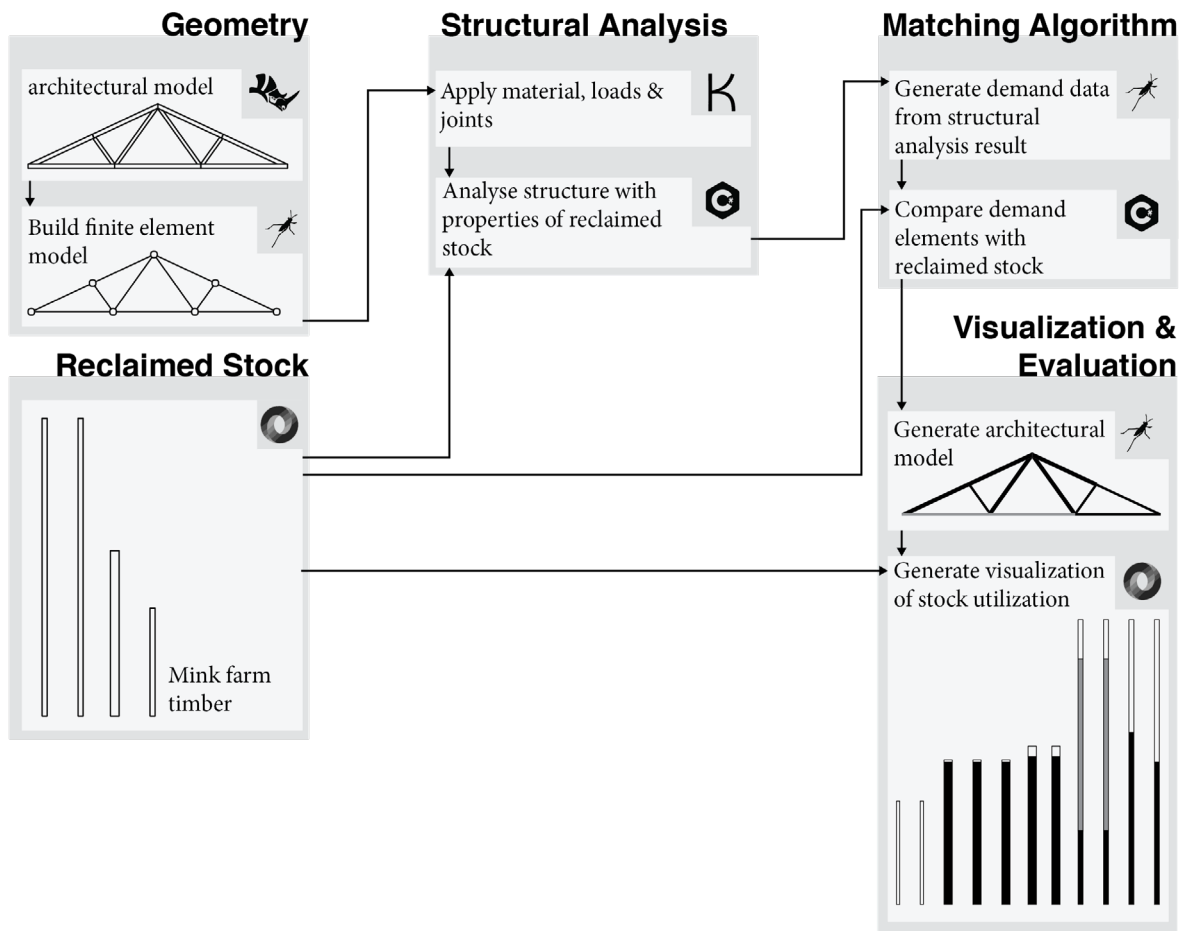 Geometry
architectural model
Build finite element
model
Reclaimed Stock
Mink farm
timber
Structural Analysis
Apply material, loads &
joints
Analyse structure with
properties of reclaimed
stock
Matching Algorithm
Generate demand data
from structural
analysis result
Compare demand
elements with
reclaimed stock
Visualization &
Evaluation
Generate architectural
model
Generate visualization
of stock utilization